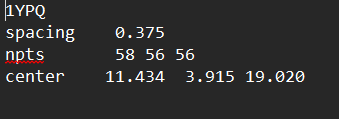 1YPQ
spacing    0.375
npts       58 56 56
center    11.434  3.915 19.020